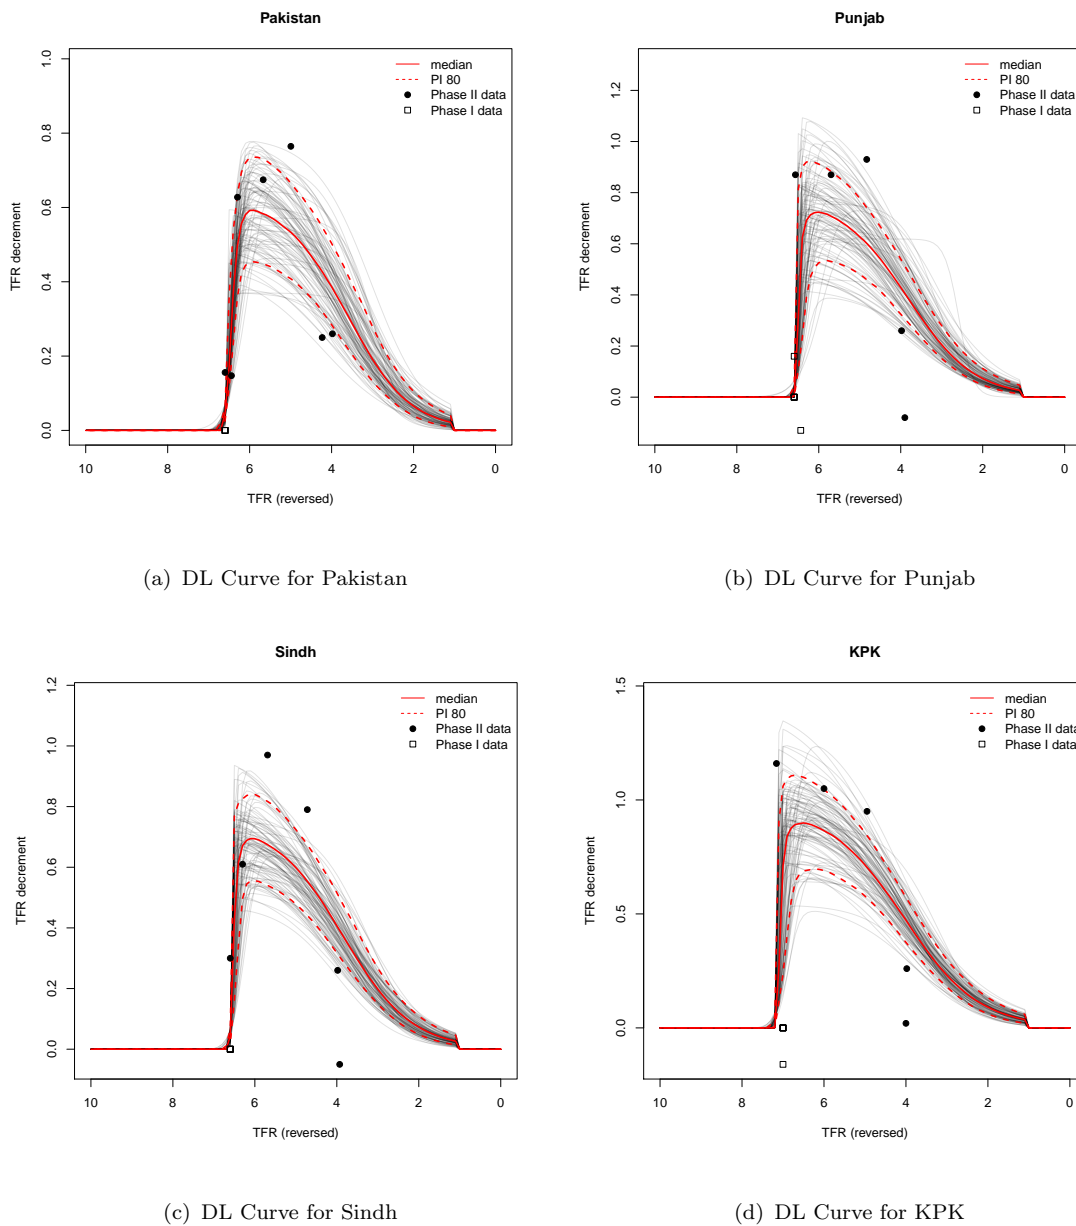 Pakistan
median
PI 80
Phase II data
Phase I data
TFR decrement
1.0
0.8
0.6
0.4
0.2
0.0
10 8 6 4 2 0
TFR (reversed)
(a) DL Curve for Pakistan
Punjab
median
PI 80
Phase II data
Phase I data
TFR decrement
1.2
1.0
0.8
0.6
0.4
0.2
0.0
10 8 6 4 2 0
TFR (reversed)
(b) DL Curve for Punjab
Sindh
median
PI 80
Phase II data
Phase I data
TFR decrement
1.2
1.0
0.8
0.6
0.4
0.2
0.0
10 8 6 4 2 0
TFR (reversed)
(c) DL Curve for Sindh
KPK
median
PI 80
Phase II data
Phase I data
TFR decrement
1.5
1.0
0.5
0.0
10 8 6 4 2 0
TFR (reversed)
(d) DL Curve for KPK